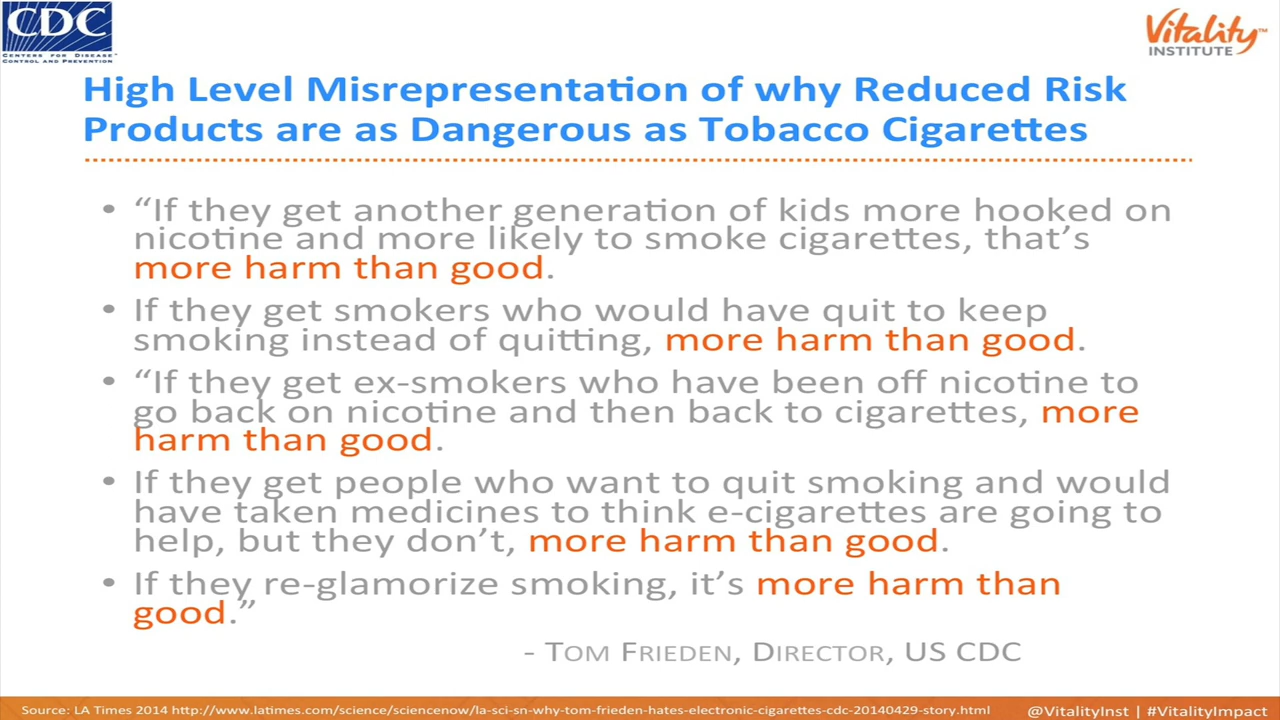 CDC
CENTERS FOR DISEASE
CONTROL AND PREVENTION
Vitality™
INSTITUTE
High Level Misrepresentation of why Reduced Risk
Products are as Dangerous as Tobacco Cigarettes
• “If they get another generation of kids more hooked on
nicotine and more likely to smoke cigarettes, that’s
more harm than good.
• If they get smokers who would have quit to keep
smoking instead of quitting, more harm than good.
• “If they get ex-smokers who have been off nicotine to
go back on nicotine and then back to cigarettes, more
harm than good.
• If they get people who want to quit smoking and would
have taken medicines to think e-cigarettes are going to
help, but they don’t, more harm than good.
• If they re-glamorize smoking, it’s more harm than
good.”
- TOM FRIEDEN, DIRECTOR, US CDC
Source: LA Times 2014 http://www.latimes.com/science/sciencenow/la-sci-sn-why-tom-frieden-hates-electronic-cigarettes-cdc-20140429-story.html
@VitalityInst | #VitalityImpact